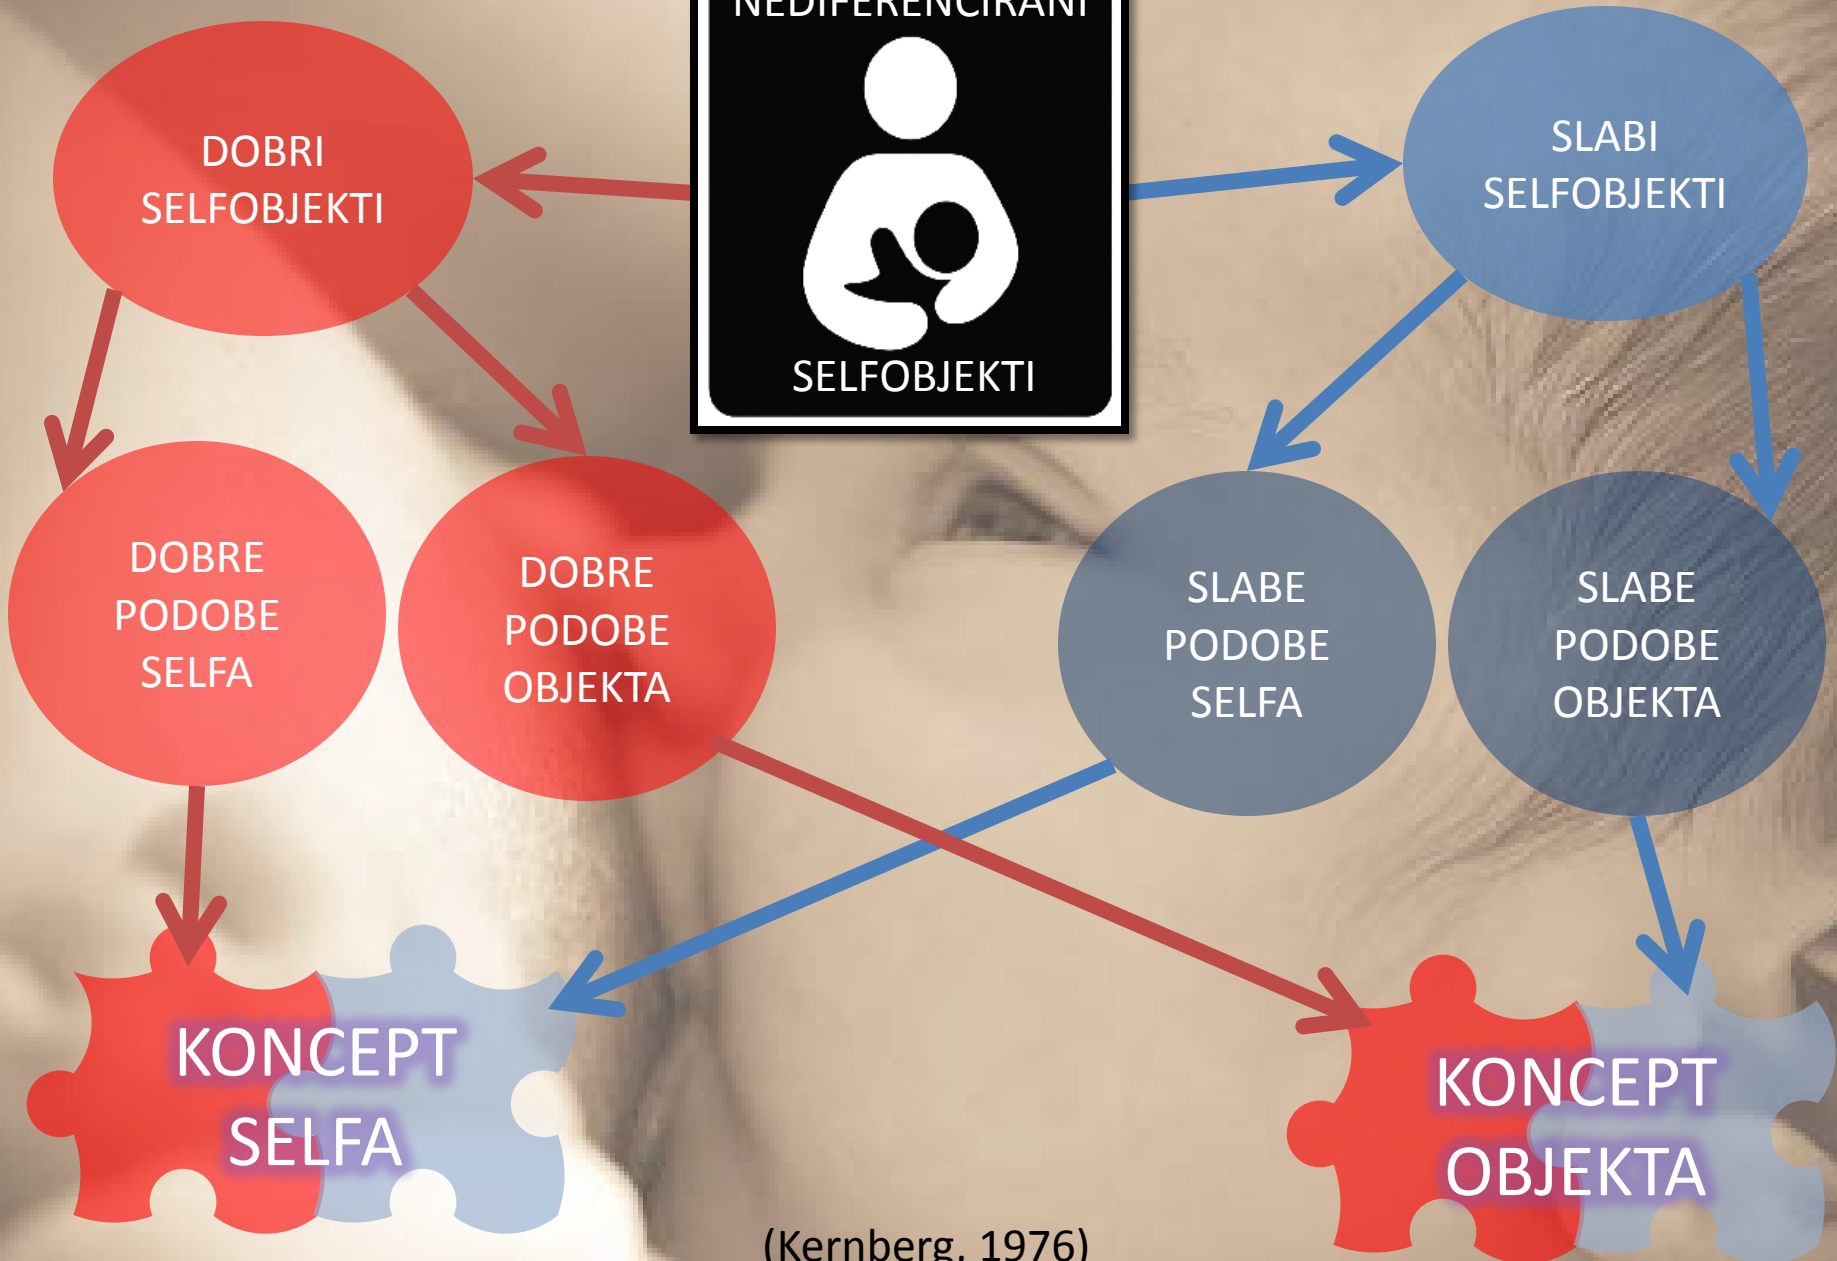 NEDIFERENCIRANI
SELFOBJEKTI
DOBRI
SELFOBJEKTI
SLABI
SELFOBJEKTI
DOBRE
PODOBE
SELFA
DOBRE
PODOBE
OBJEKTA
SLABE
PODOBE
SELFA
SLABE
PODOBE
OBJEKTA
KONCEPT
SELFA
KONCEPT
OBJEKTA
(Kernberg, 1976)